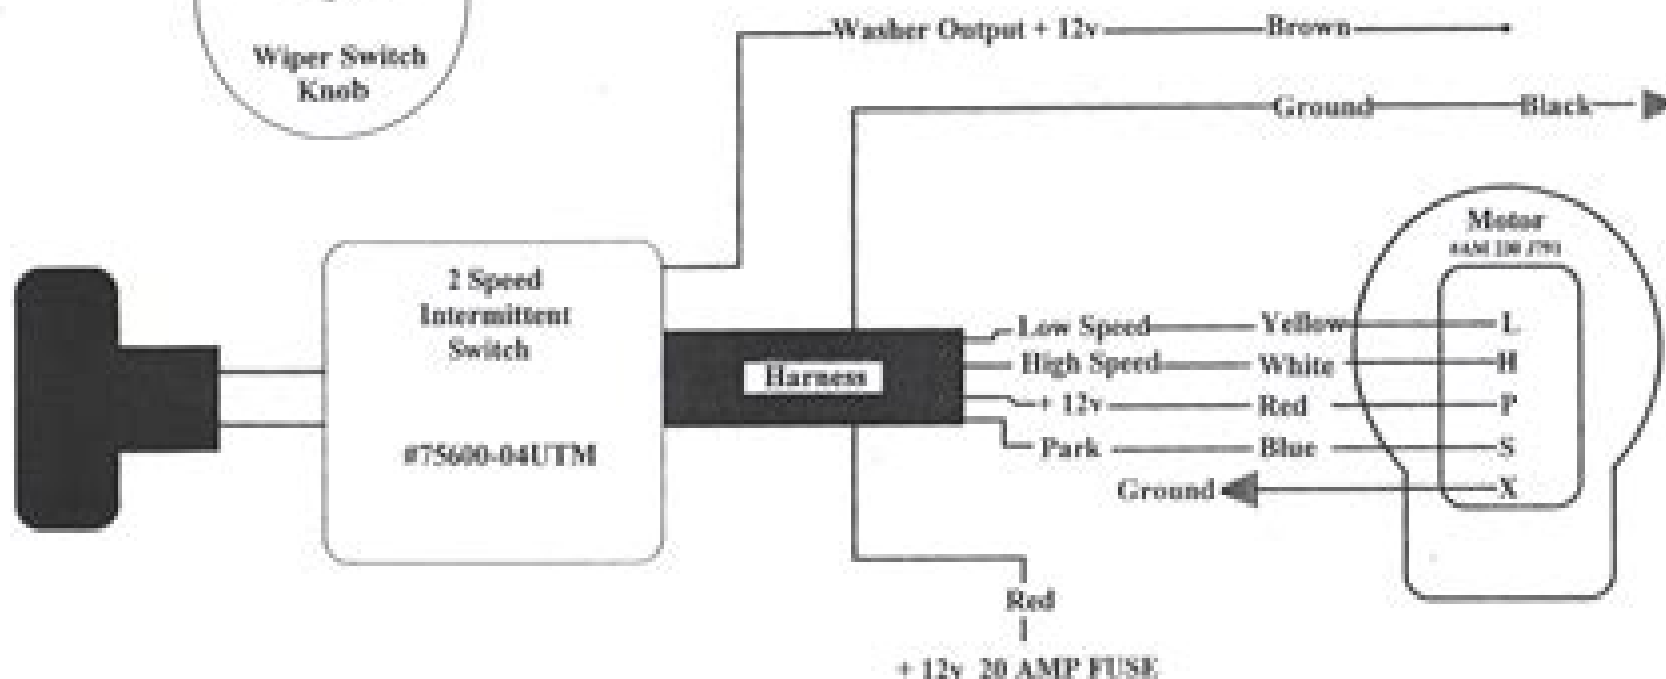 Wiper Switch
Knob
Washer Output + 12v Brown
Ground Black
2 Speed
Intermittent
Switch
#75600-04UTM
Harness
Low Speed Yellow L
High Speed White H
+ 12v Red P
Park Blue S
Ground X
Motor
Red
+ 12v 20 AMP FUSE